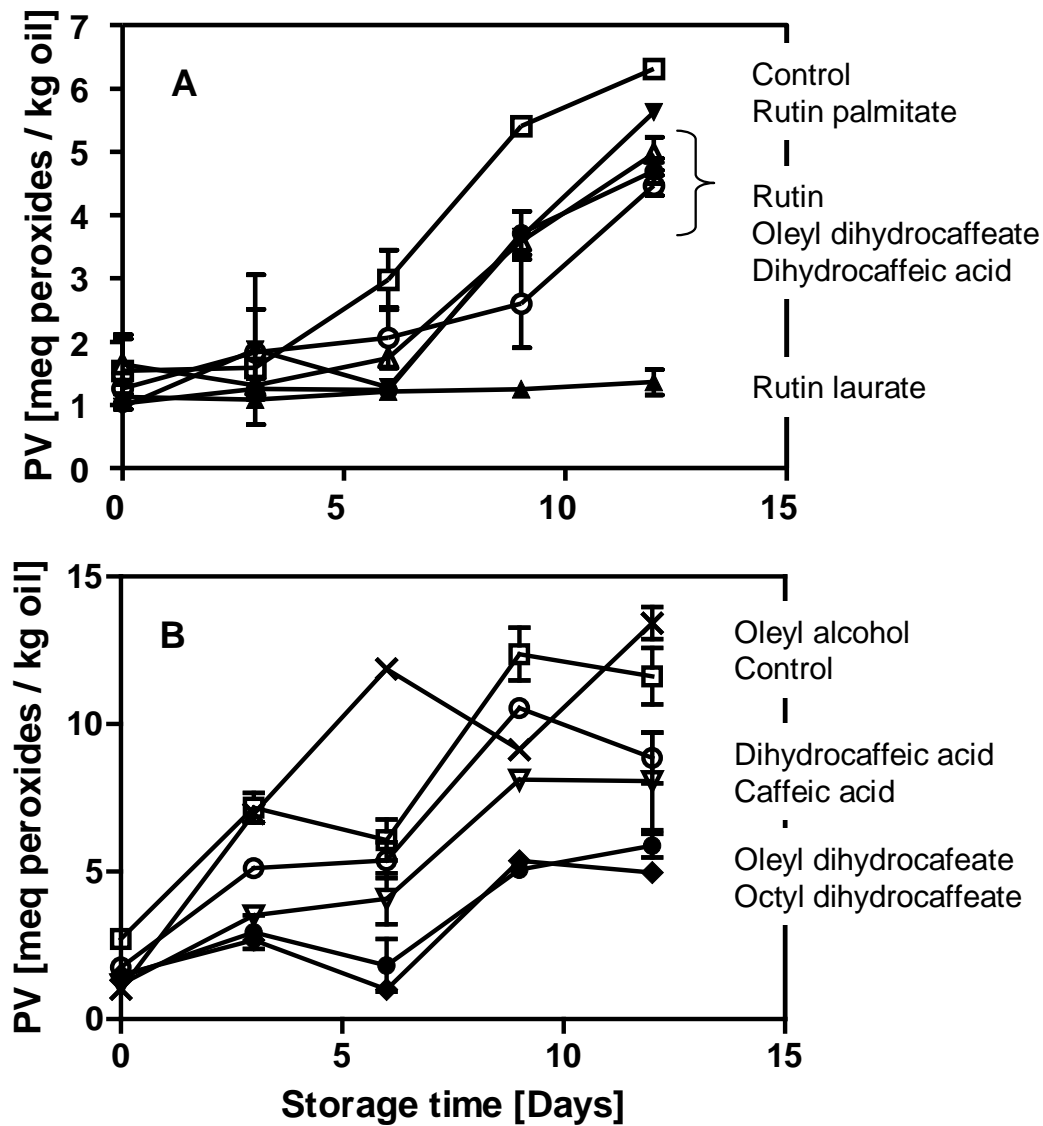 PV [meq peroxides / kg oil]
7
6
5
4
3
2
1
0
A
Control
Rutin palmitate
Rutin
Oleyl dihydrocaffeate
Dihydrocaffeic acid
Rutin laurate
0 5 10 15
PV [meq peroxides / kg oil]
15
10
5
0
B
Oleyl alcohol
Control
Dihydrocaffeic acid
Caffeic acid
Oleyl dihydrocafeate
Octyl dihydrocaffeate
0 5 10 15
Storage time [Days]